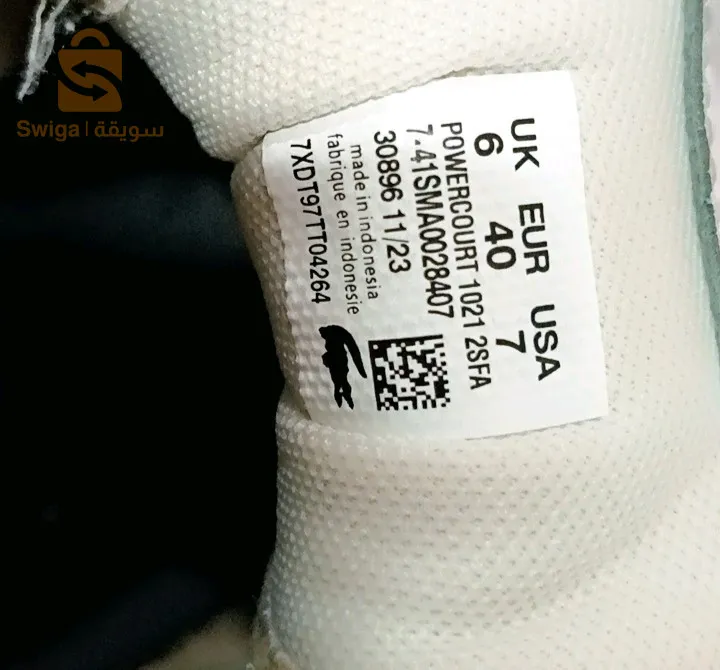 Swiga | سويقة
UK EUR USA
6 40 7
POWERCOURT 1021 2SFA
7-41SMA0028407
30896 11/23
made in indonesia
fabrique en indonesie
7XDT97TT04264